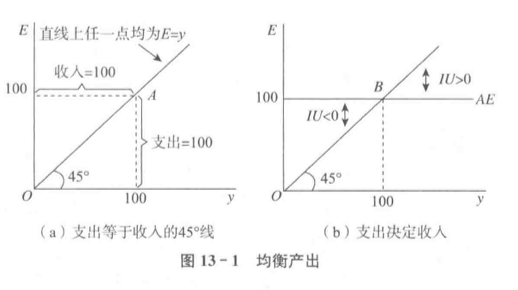 E
直线上任一点均为E=y
收入=100
100
A
支出=100
45°
O
100
y
(a)支出等于收入的45°线
E
IU>0
B
100
AE
IU<0
45°
O
100
y
(b)支出决定收入
图 13-1 均衡产出